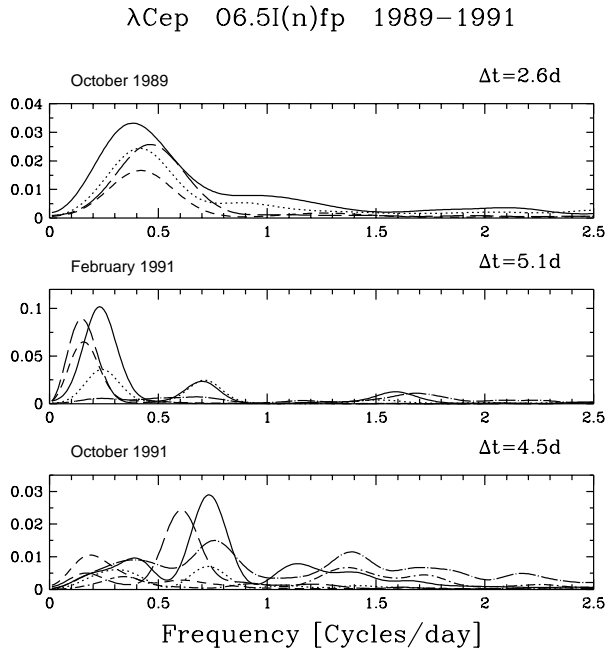 λCep O6.5I(n)fp 1989−1991
October 1989 Δt=2.6d
0.04
0.03
0.02
0.01
0
0 0.5 1 1.5 2 2.5
February 1991 Δt=5.1d
0.1
0.05
0
0 0.5 1 1.5 2 2.5
October 1991 Δt=4.5d
0.03
0.02
0.01
0
0 0.5 1 1.5 2 2.5
Frequency [Cycles/day]